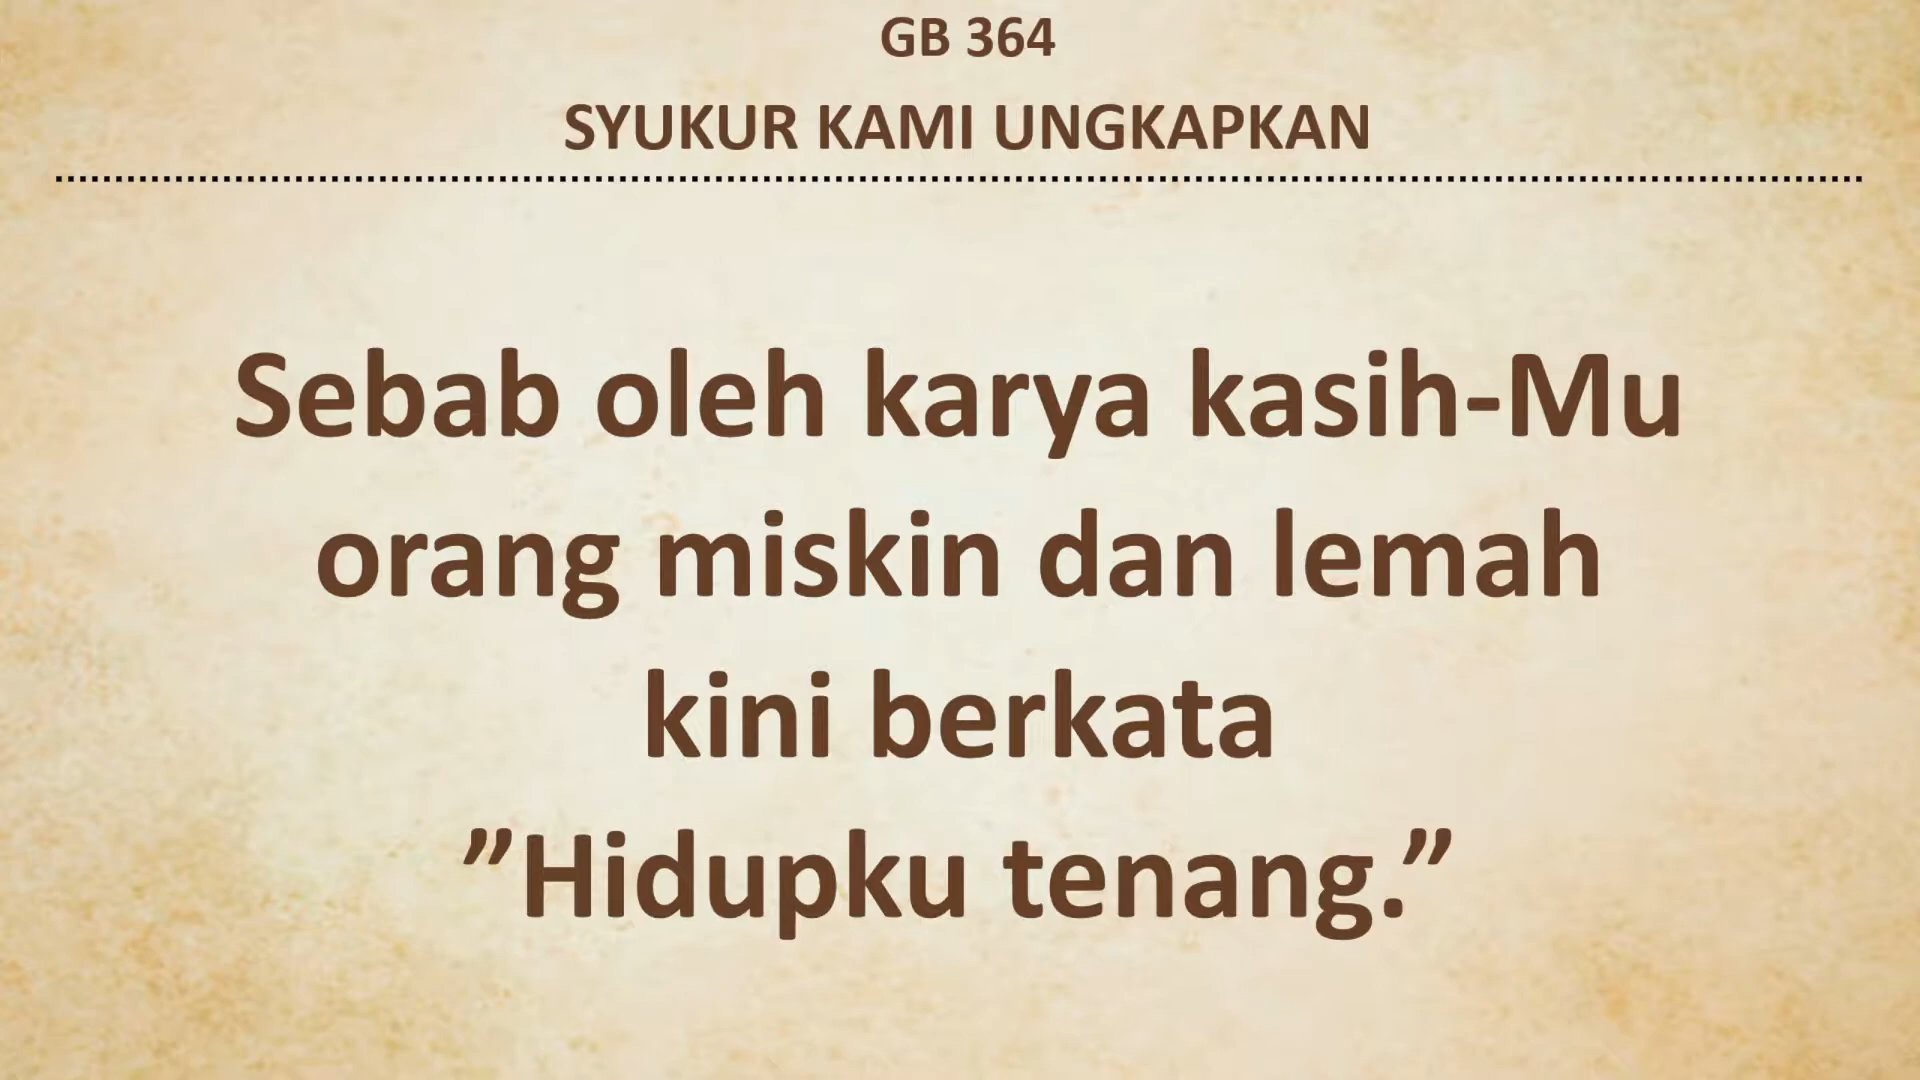 GB 364
SYUKUR KAMI UNGKAPKAN
Sebab oleh karya kasih-Mu
orang miskin dan lemah
kini berkata
”Hidupku tenang.”